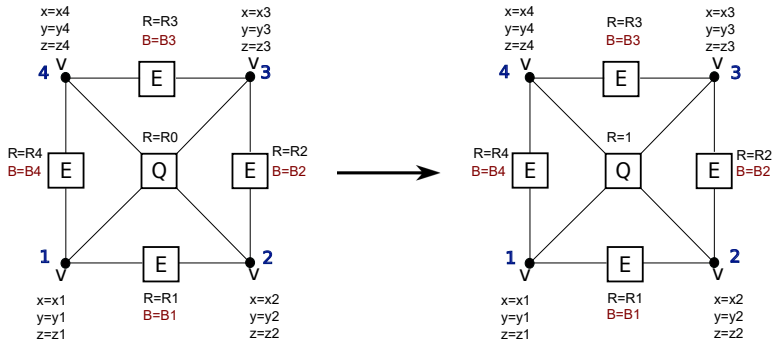 x=x4
y=y4
z=z4
V
4
R=R3
B=B3
E
x=x3
y=y3
z=z3
V
3
R=R4
B=B4
E
R=R0
Q
E
R=R2
B=B2
1
V
x=x1
y=y1
z=z1
E
R=R1
B=B1
2
V
x=x2
y=y2
z=z2
x=x4
y=y4
z=z4
V
4
R=R3
B=B3
E
x=x3
y=y3
z=z3
V
3
R=R4
B=B4
E
R=1
Q
E
R=R2
B=B2
1
V
x=x1
y=y1
z=z1
E
R=R1
B=B1
2
V
x=x2
y=y2
z=z2